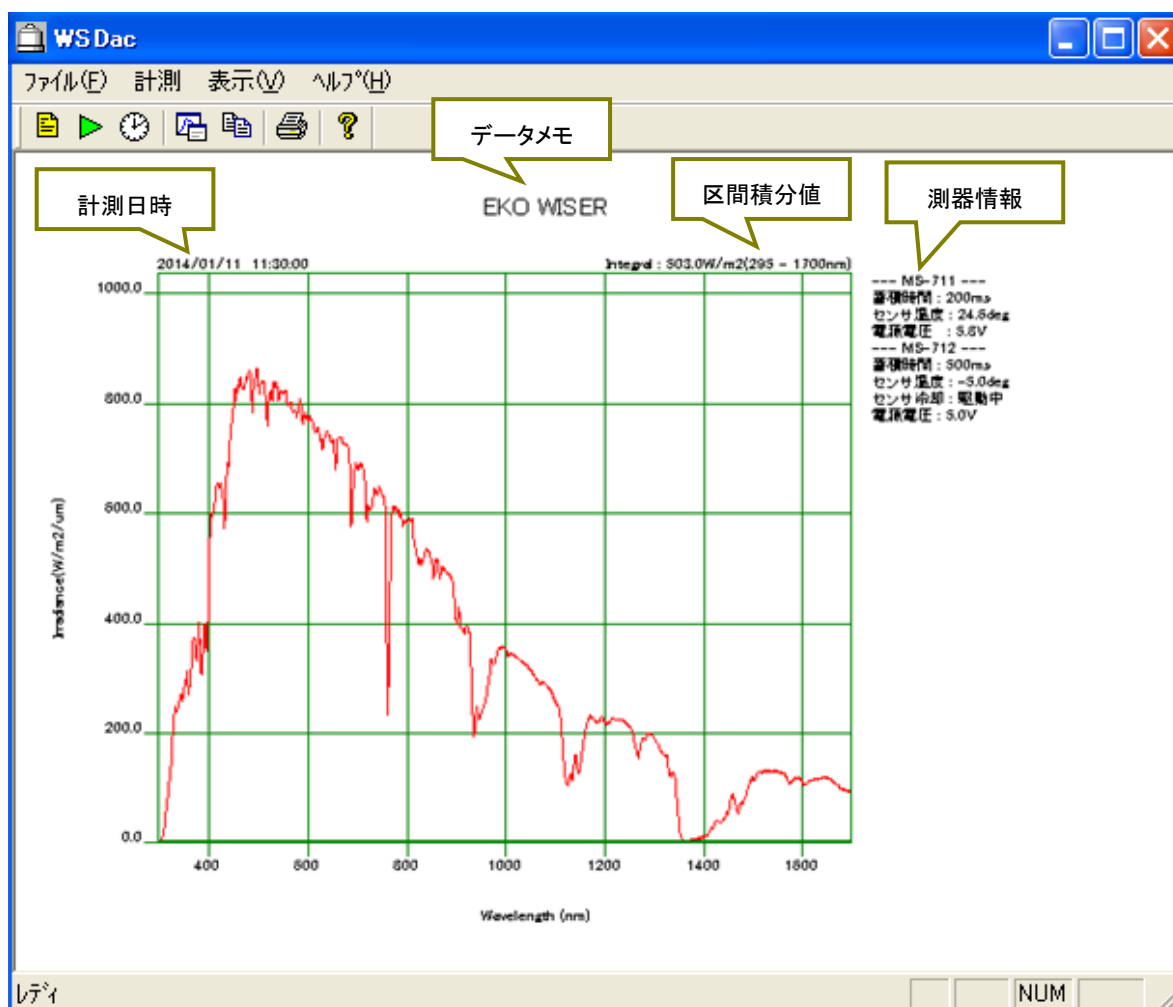 WSDac
ファイル(F) 計測 表示(V) ヘルプ(H)
データメモ
計測日時
区間積分値
測器情報
EKO WISER
2014/01/11 11:30:00
Integral : 503.0W/m2(295 - 1700nm)
--- MS-711 ---
蓄積時間 : 200ms
センサ温度 :
電源電圧 :
--- MS-712 ---
蓄積時間 : 500ms
センサ温度 : -5.0deg
センサ冷却 : 駆動中
電源電圧 : 5.0V
1000.0
800.0
600.0
400.0
200.0
0.0
Irradance(W/m2/um)
400 600 800 1000 1200 1400 1600
Wavelength (nm)
レディ
NUM